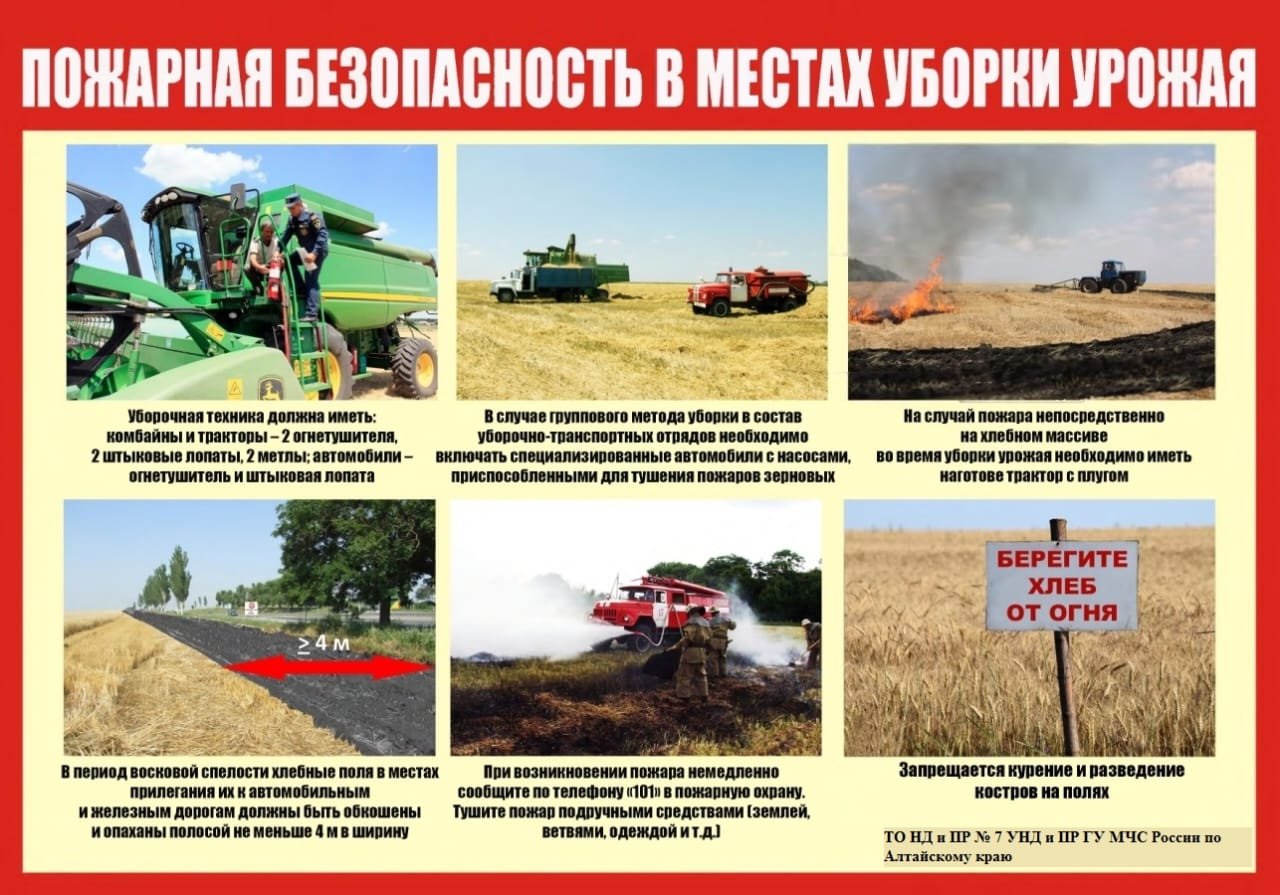 ПОЖАРНАЯ БЕЗОПАСНОСТЬ В МЕСТАХ УБОРКИ УРОЖАЯ
Уборочная техника должна иметь:
комбайны и тракторы – 2 огнетушителя,
2 штыковые лопаты, 2 метлы; автомобили –
огнетушитель и штыковая лопата
В случае группового метода уборки в состав
уборочно-транспортных отрядов необходимо
включать специализированные автомобили с насосами,
приспособленными для тушения пожаров зерновых
На случай пожара непосредственно
на хлебном массиве
во время уборки урожая необходимо иметь
наготове трактор с плугом
≥ 4 м
В период восковой спелости хлебные поля в местах
прилегания их к автомобильным
и железным дорогам должны быть обкошены
и опаханы полосой не меньше 4 м в ширину
При возникновении пожара немедленно
сообщите по телефону «101» в пожарную охрану.
Тушите пожар подручными средствами (землей,
ветвями, одеждой и т.д.)
БЕРЕГИТЕ
ХЛЕБ
ОТ ОГНЯ
Запрещается курение и разведение
костров на полях
ТО НД и ПР № 7 УНД и ПР ГУ МЧС России по
Алтайскому краю